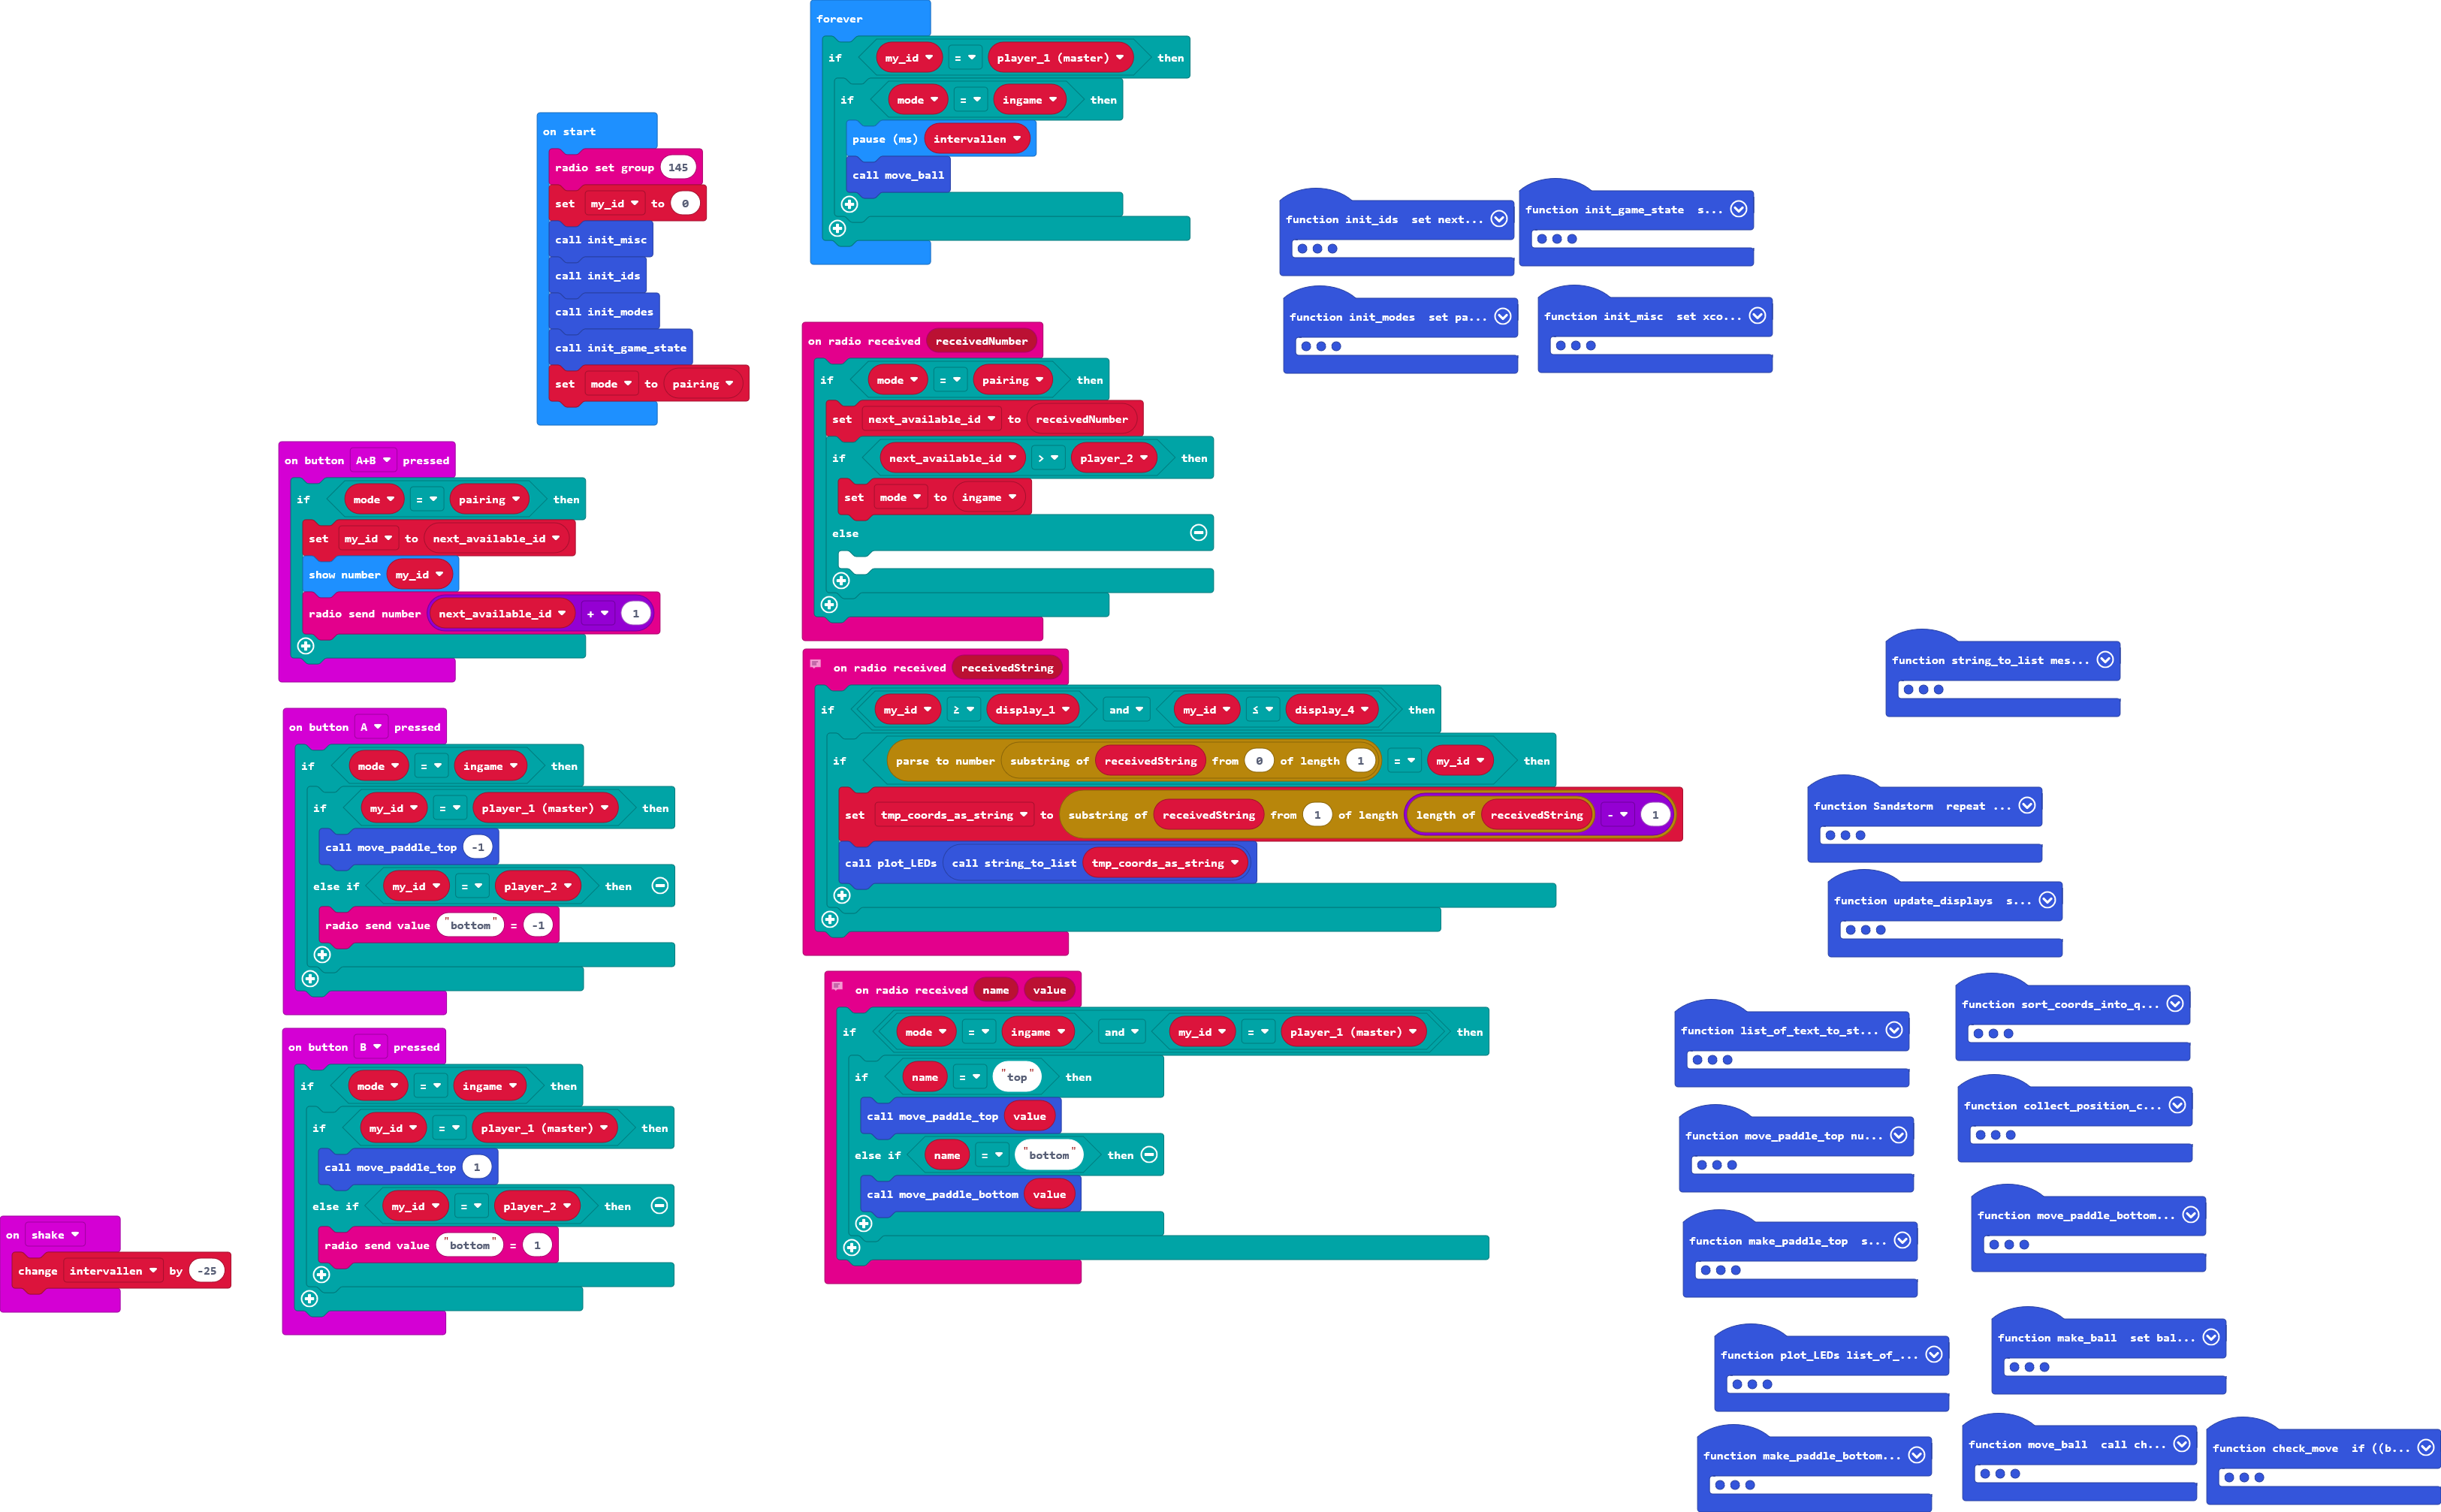 forever
if my_id = player_1 (master) then
if mode = ingame then
pause (ms) intervallen
call move_ball
on start
radio set group 145
set my_id to 0
call init_misc
call init_ids
call init_modes
call init_game_state
set mode to pairing
function init_ids set next...
function init_game_state s...
function init_modes set pa...
function init_misc set xco...
on radio received receivedNumber
if mode = pairing then
set next_available_id to receivedNumber
if next_available_id > player_2 then
set mode to ingame
else
on button A+B pressed
if mode = pairing then
set my_id to next_available_id
show number my_id
radio send number next_available_id + 1
on radio received receivedString
if my_id ≥ display_1 and my_id ≤ display_4 then
if parse to number substring of receivedString from 0 of length 1 = my_id then
set tmp_coords_as_string to substring of receivedString from 1 of length length of receivedString - 1
call plot_LEDs call string_to_list tmp_coords_as_string
on button A pressed
if mode = ingame then
if my_id = player_1 (master) then
call move_paddle_top -1
else if my_id = player_2 then
radio send value "bottom" = -1
on radio received name value
if mode = ingame and my_id = player_1 (master) then
if name = "top" then
call move_paddle_top value
else if name = "bottom" then
call move_paddle_bottom value
on button B pressed
if mode = ingame then
if my_id = player_1 (master) then
call move_paddle_top 1
else if my_id = player_2 then
radio send value "bottom" = 1
on shake
change intervallen by -25
function string_to_list mes...
function Sandstorm repeat ...
function update_displays s...
function sort_coords_into_q...
function list_of_text_to_st...
function collect_position_c...
function move_paddle_top nu...
function move_paddle_bottom...
function make_paddle_top s...
function make_ball set bal...
function plot_LEDs list_of_...
function move_ball call ch...
function check_move if ((b...
function make_paddle_bottom...